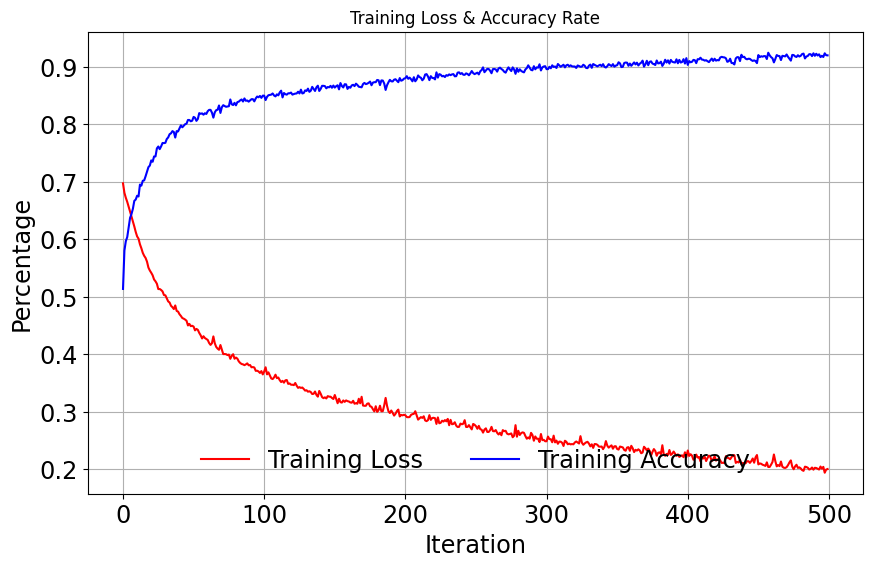 Training Loss & Accuracy Rate
0.9
0.8
0.7
0.6
0.5
0.4
0.3
0.2
Percentage
Training Loss
Training Accuracy
0 100 200 300 400 500
Iteration